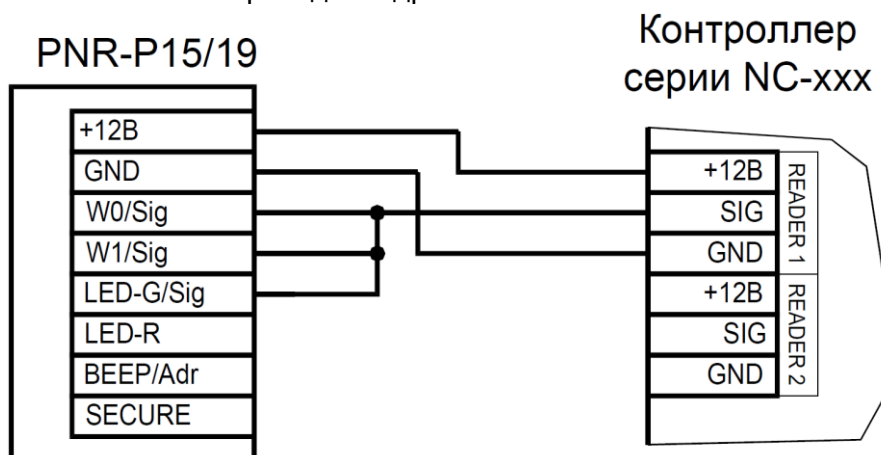 PNR-P15/19
+12В
GND
W0/Sig
W1/Sig
LED-G/Sig
LED-R
BEEP/Adr
SECURE
Контроллер
серии NC-xxx
+12В
SIG
GND
READER 1
+12В
SIG
GND
READER 2